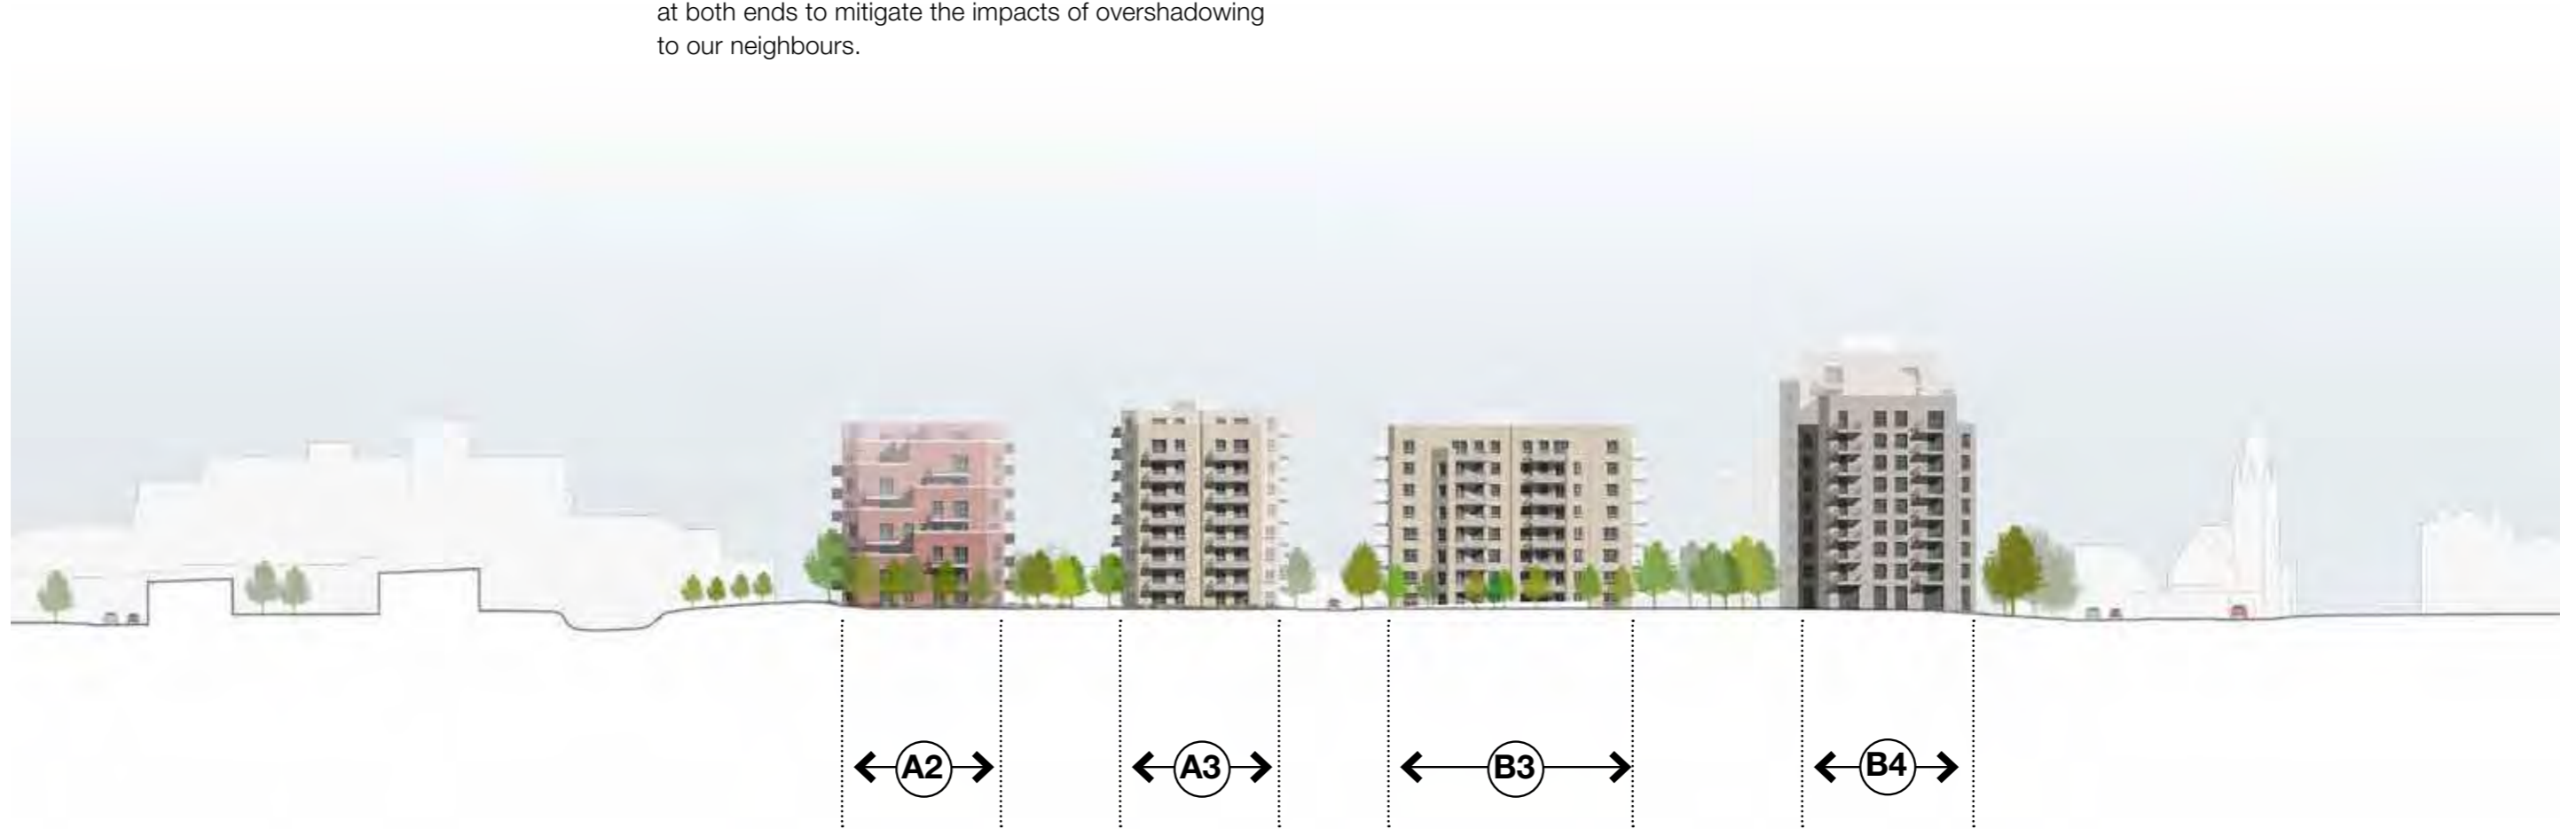 at both ends to mitigate the impacts of overshadowing
to our neighbours.
A2 A3 B3 B4